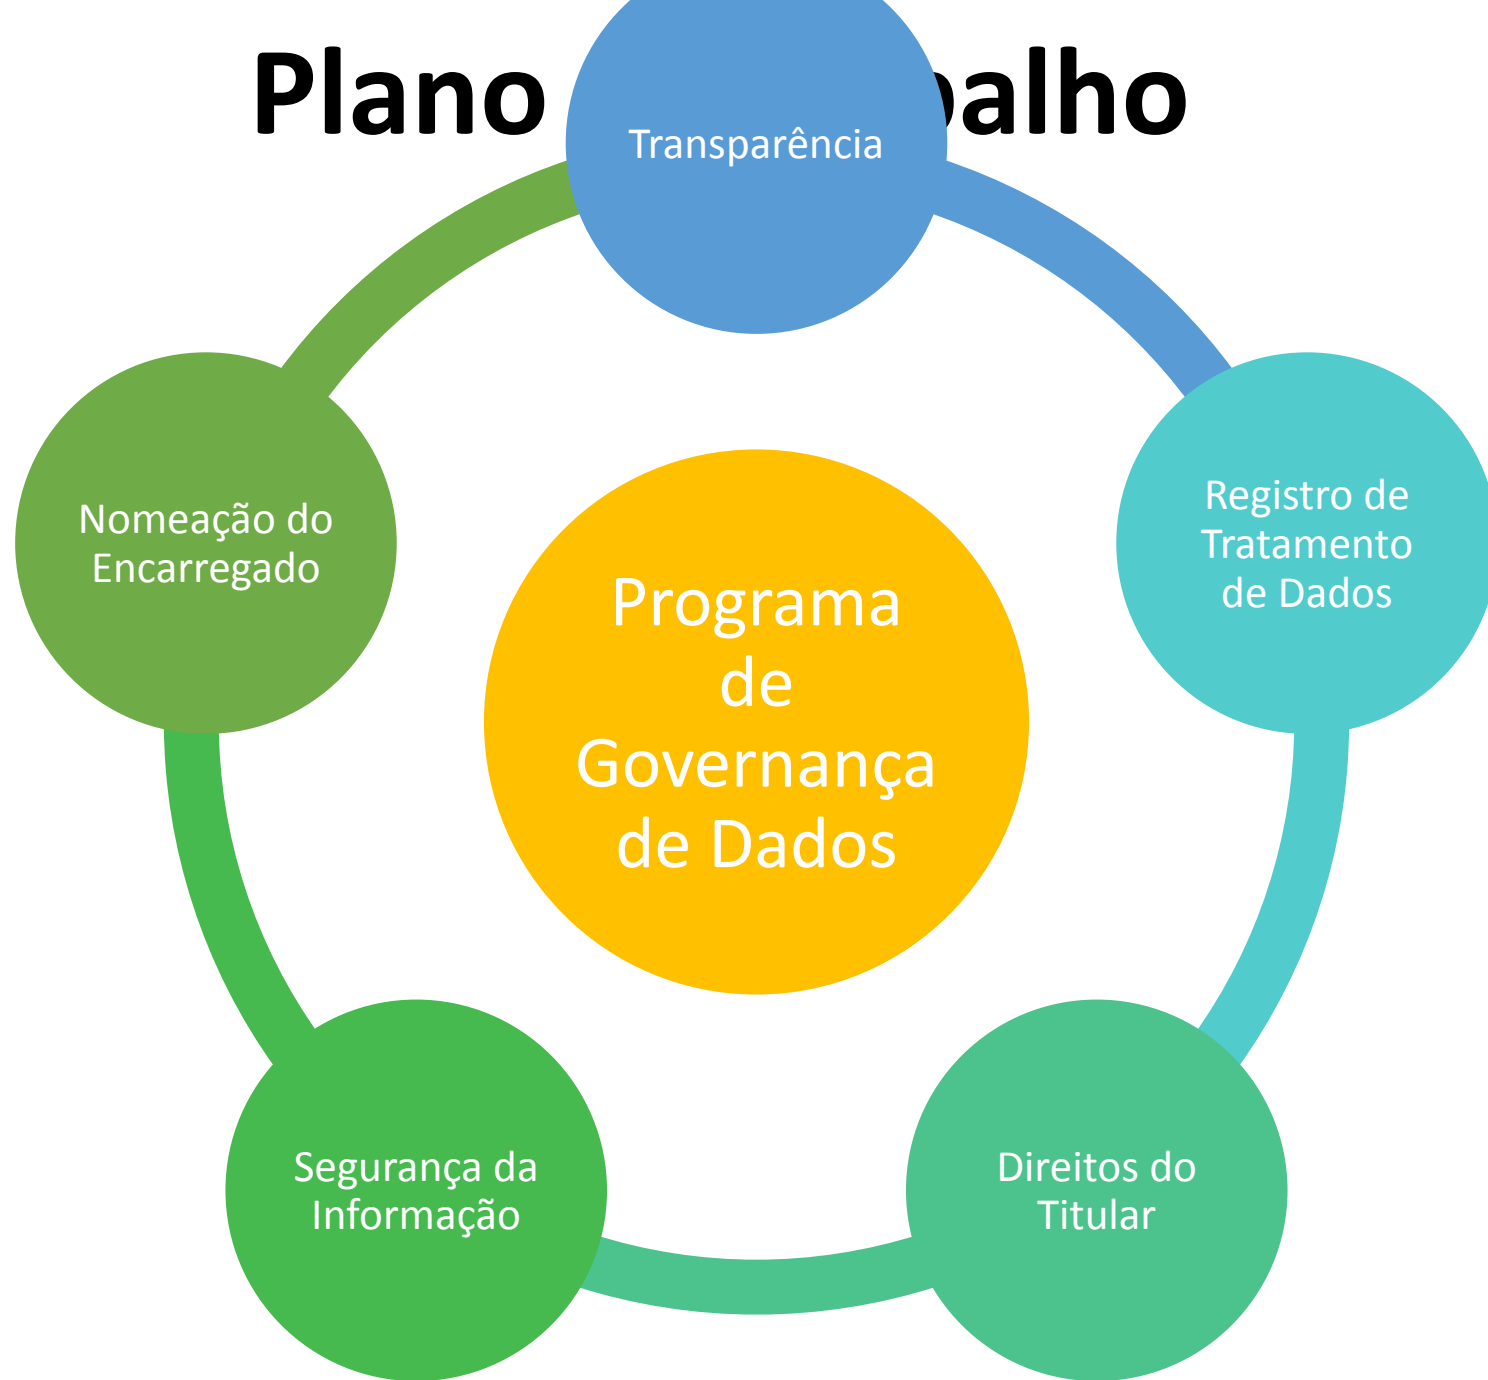 Plano alho
Transparência
Registro de
Tratamento
de Dados
Direitos do
Titular
Segurança da
Informação
Nomeação do
Encarregado
Programa
de
Governança
de Dados